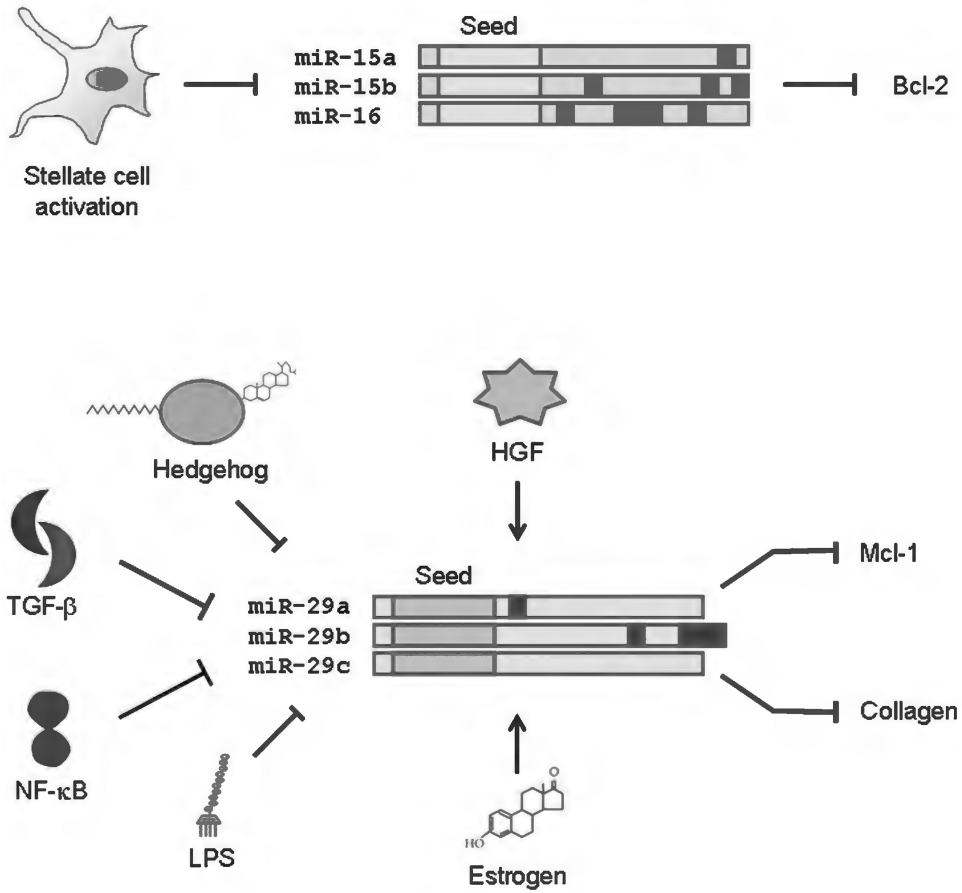 Seed
miR-15a
miR-15b
miR-16
Bcl-2
Stellate cell
activation
Hedgehog
HGF
TGF-β
Seed
miR-29a
miR-29b
miR-29c
Mcl-1
Collagen
NF-κB
LPS
O
HO
Estrogen